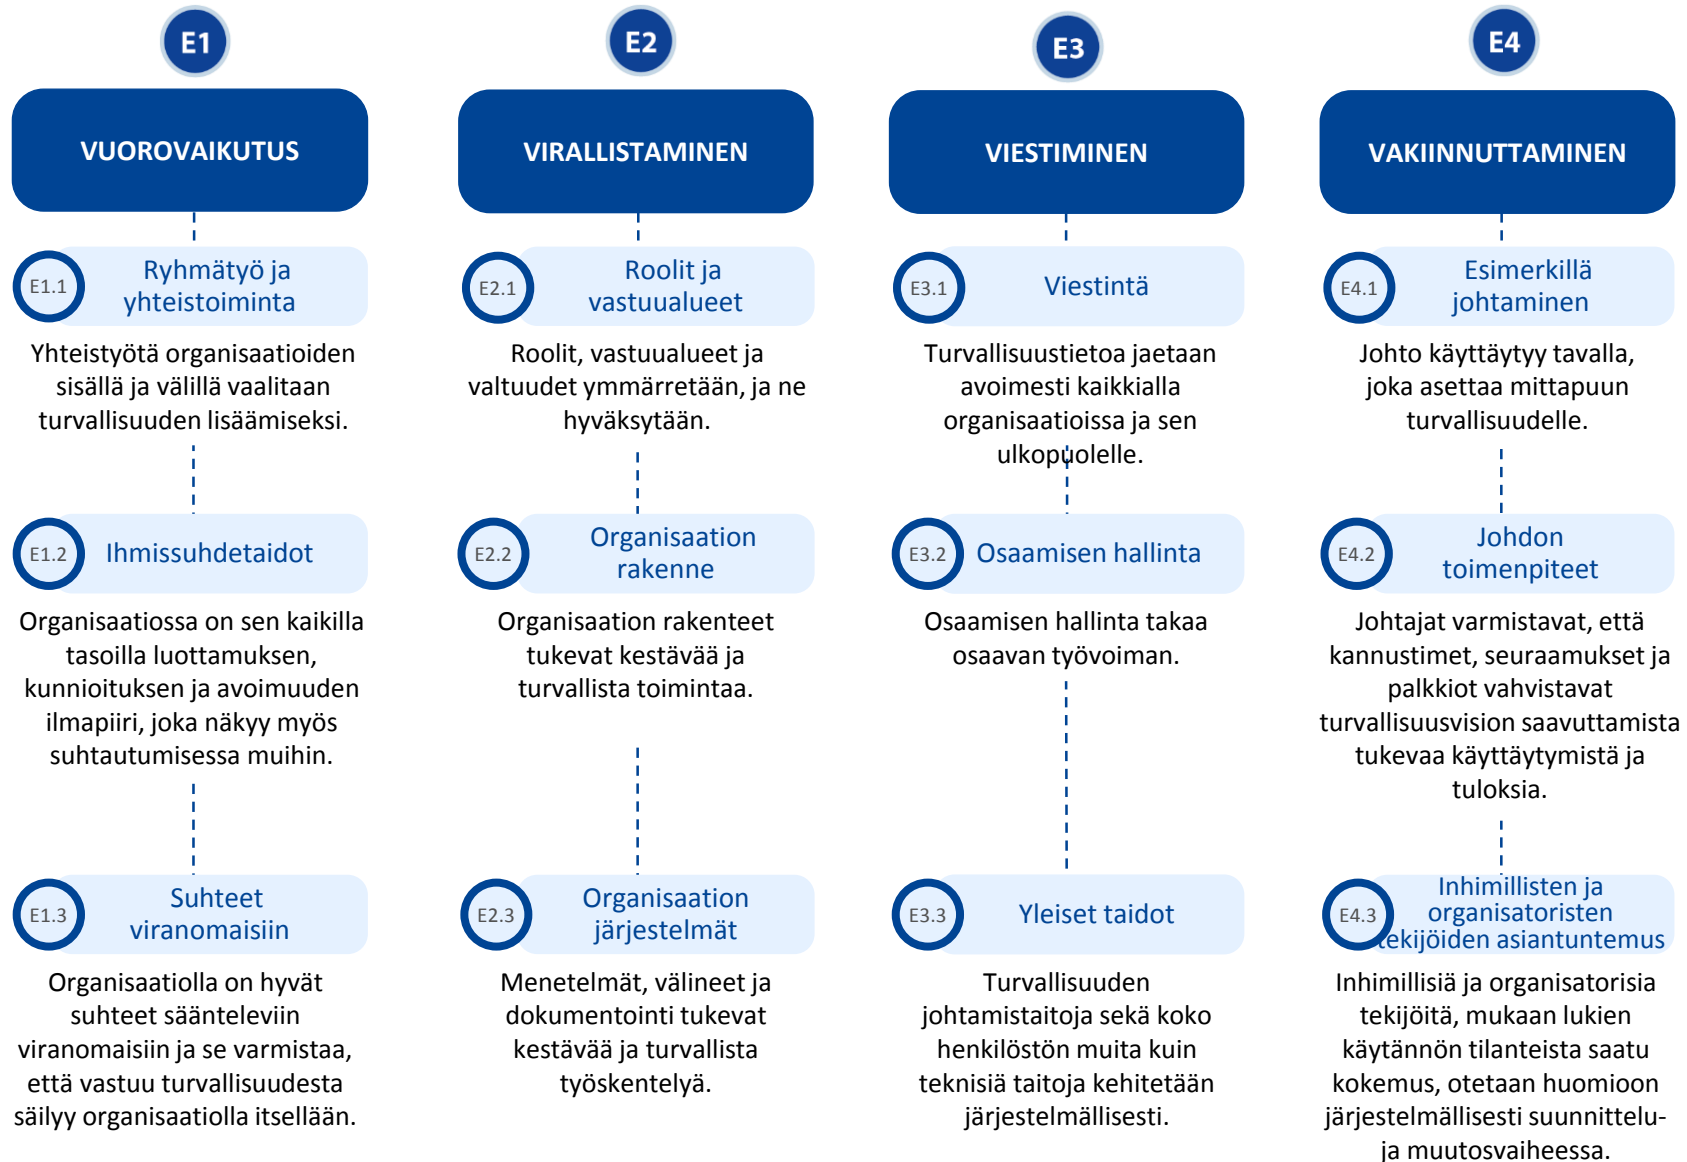 E1
VUOROVAIKUTUS
E1.1
Ryhmätyö ja
yhteistoiminta
Yhteistyötä organisaatioiden
sisällä ja välillä vaalitaan
turvallisuuden lisäämiseksi.
E1.2
Ihmissuhdetaidot
Organisaatiossa on sen kaikilla
tasoilla luottamuksen,
kunnioituksen ja avoimuuden
ilmapiiri, joka näkyy myös
suhtautumisessa muihin.
E1.3
Suhteet
viranomaisiin
Organisaatiolla on hyvät
suhteet säänteleviin
viranomaisiin ja se varmistaa,
että vastuu turvallisuudesta
säilyy organisaatiolla itsellään.
E2
VIRALLISTAMINEN
E2.1
Roolit ja
vastuualueet
Roolit, vastuualueet ja
valtuudet ymmärretään, ja ne
hyväksytään.
E2.2
Organisaation
rakenne
Organisaation rakenteet
tukevat kestävää ja
turvallista toimintaa.
E2.3
Organisaation
järjestelmät
Menetelmät, välineet ja
dokumentointi tukevat
kestävää ja turvallista
työskentelyä.
E3
VIESTIMINEN
E3.1
Viestintä
Turvallisuustietoa jaetaan
avoimesti kaikkialla
organisaatioissa ja sen
ulkopuolelle.
E3.2
Osaamisen hallinta
Osaamisen hallinta takaa
osaavan työvoiman.
E3.3
Yleiset taidot
Turvallisuuden
johtamistaitoja sekä koko
henkilöstön muita kuin
teknisiä taitoja kehitetään
järjestelmällisesti.
E4
VAKIINNUTTAMINEN
E4.1
Esimerkillä
johtaminen
Johto käyttäytyy tavalla,
joka asettaa mittapuun
turvallisuudelle.
E4.2
Johdon
toimenpiteet
Johtajat varmistavat, että
kannustimet, seuraamukset ja
palkkiot vahvistavat
turvallisuusvision saavuttamista
tukevaa käyttäytymistä ja
tuloksia.
E4.3
Inhimillisten ja
organisatoristen
tekijöiden asiantuntemus
Inhimillisiä ja organisatorisia
tekijöitä, mukaan lukien
käytännön tilanteista saatu
kokemus, otetaan huomioon
järjestelmällisesti suunnittelu-
ja muutosvaiheessa.